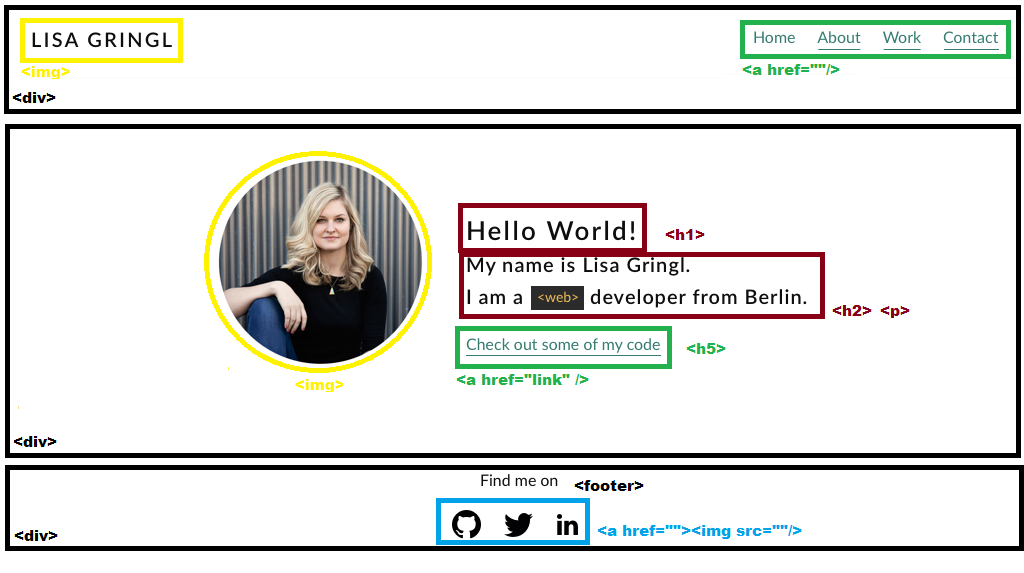 LISA GRINGL
Home About Work Contact
<img>
<a href=""/>
<div>
Hello World!
<h1>
My name is Lisa Gringl.
I am a <web> developer from Berlin.
<h2> <p>
Check out some of my code
<h5>
<a href="link" />
<img>
<div>
Find me on
<footer>
in
<a href=""><img src=""/>
<div>